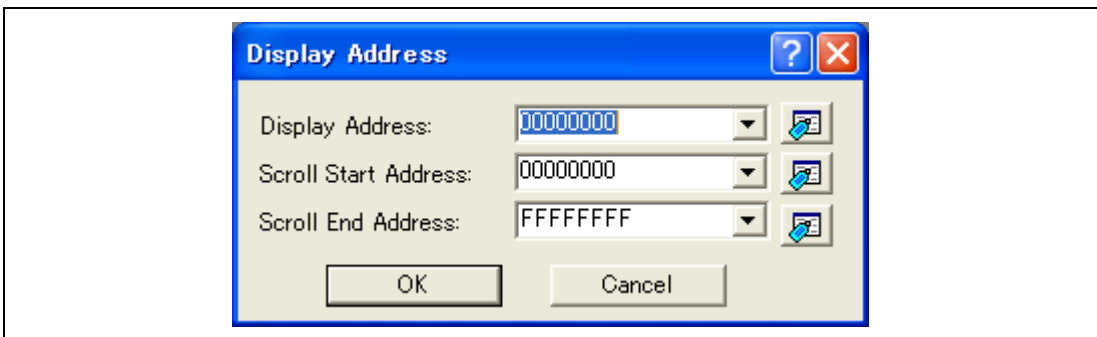 Display Address
Display Address: 00000000
Scroll Start Address: 00000000
Scroll End Address: FFFFFFFF
OK Cancel